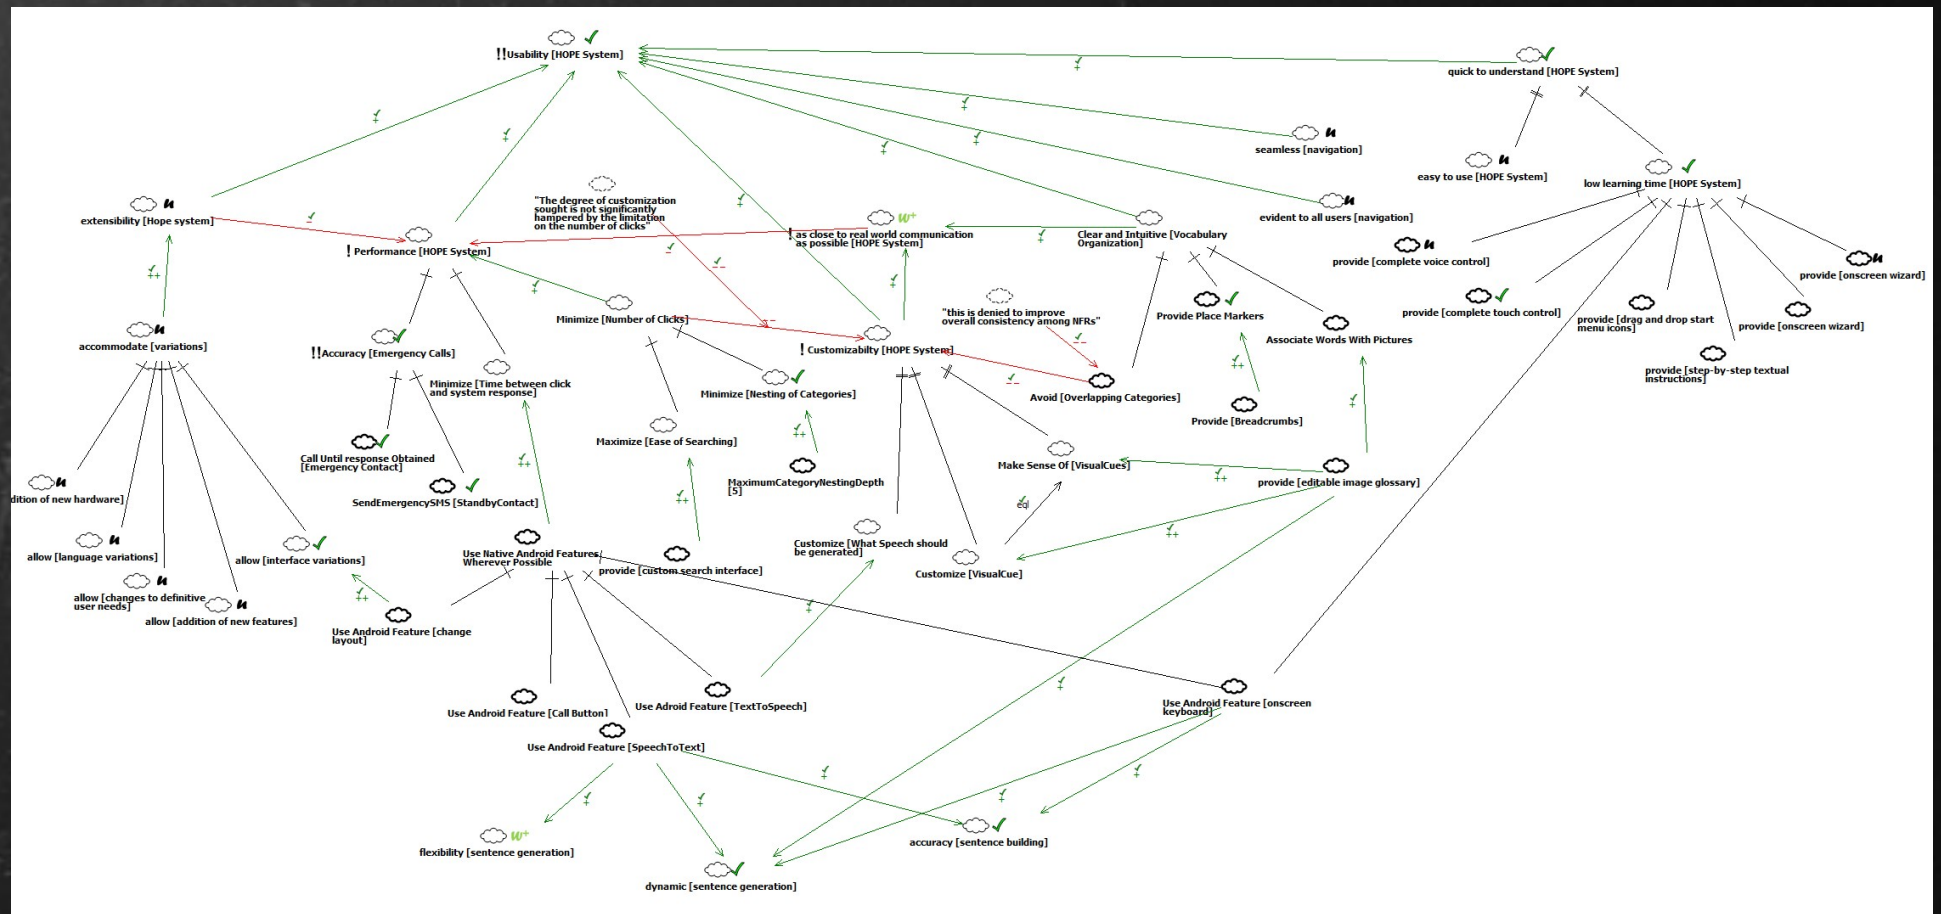 !!Usability [HOPE System]
quick to understand [HOPE System]
seamless [navigation]
easy to use [HOPE System]
low learning time [HOPE System]
extensibility [Hope system]
"The degree of customization
sought is not significantly
hampered by the limitation
on the number of clicks"
! as close to real world communication
as possible [HOPE System]
Clear and Intuitive [Vocabulary
Organization]
evident to all users [navigation]
! Performance [HOPE System]
provide [complete voice control]
provide [onscreen wizard]
accommodate [variations]
Minimize [Number of Clicks]
"this is denied to improve
overall consistency among NFRs"
Provide Place Markers
provide [complete touch control]
provide [drag and drop start
menu icons]
provide [onscreen wizard]
!!Accuracy [Emergency Calls]
! Customizabilty [HOPE System]
Associate Words With Pictures
provide [step-by-step textual
instructions]
Minimize [Time between click
and system response]
Minimize [Nesting of Categories]
Avoid [Overlapping Categories]
Provide [Breadcrumbs]
Call Until response Obtained
[Emergency Contact]
Maximize [Ease of Searching]
Make Sense Of [VisualCues]
provide [editable image glossary]
dition of new hardware]
SendEmergencySMS [StandbyContact]
MaximumCategoryNestingDepth
[5]
eql
allow [language variations]
allow [interface variations]
Use Native Android Features
Wherever Possible
provide [custom search interface]
Customize [What Speech should
be generated]
Customize [VisualCue]
allow [changes to definitive
user needs]
allow [addition of new features]
Use Android Feature [change
layout]
Use Android Feature [Call Button]
Use Adroid Feature [TextToSpeech]
Use Android Feature [onscreen
keyboard]
Use Android Feature [SpeechToText]
flexibility [sentence generation]
accuracy [sentence building]
dynamic [sentence generation]